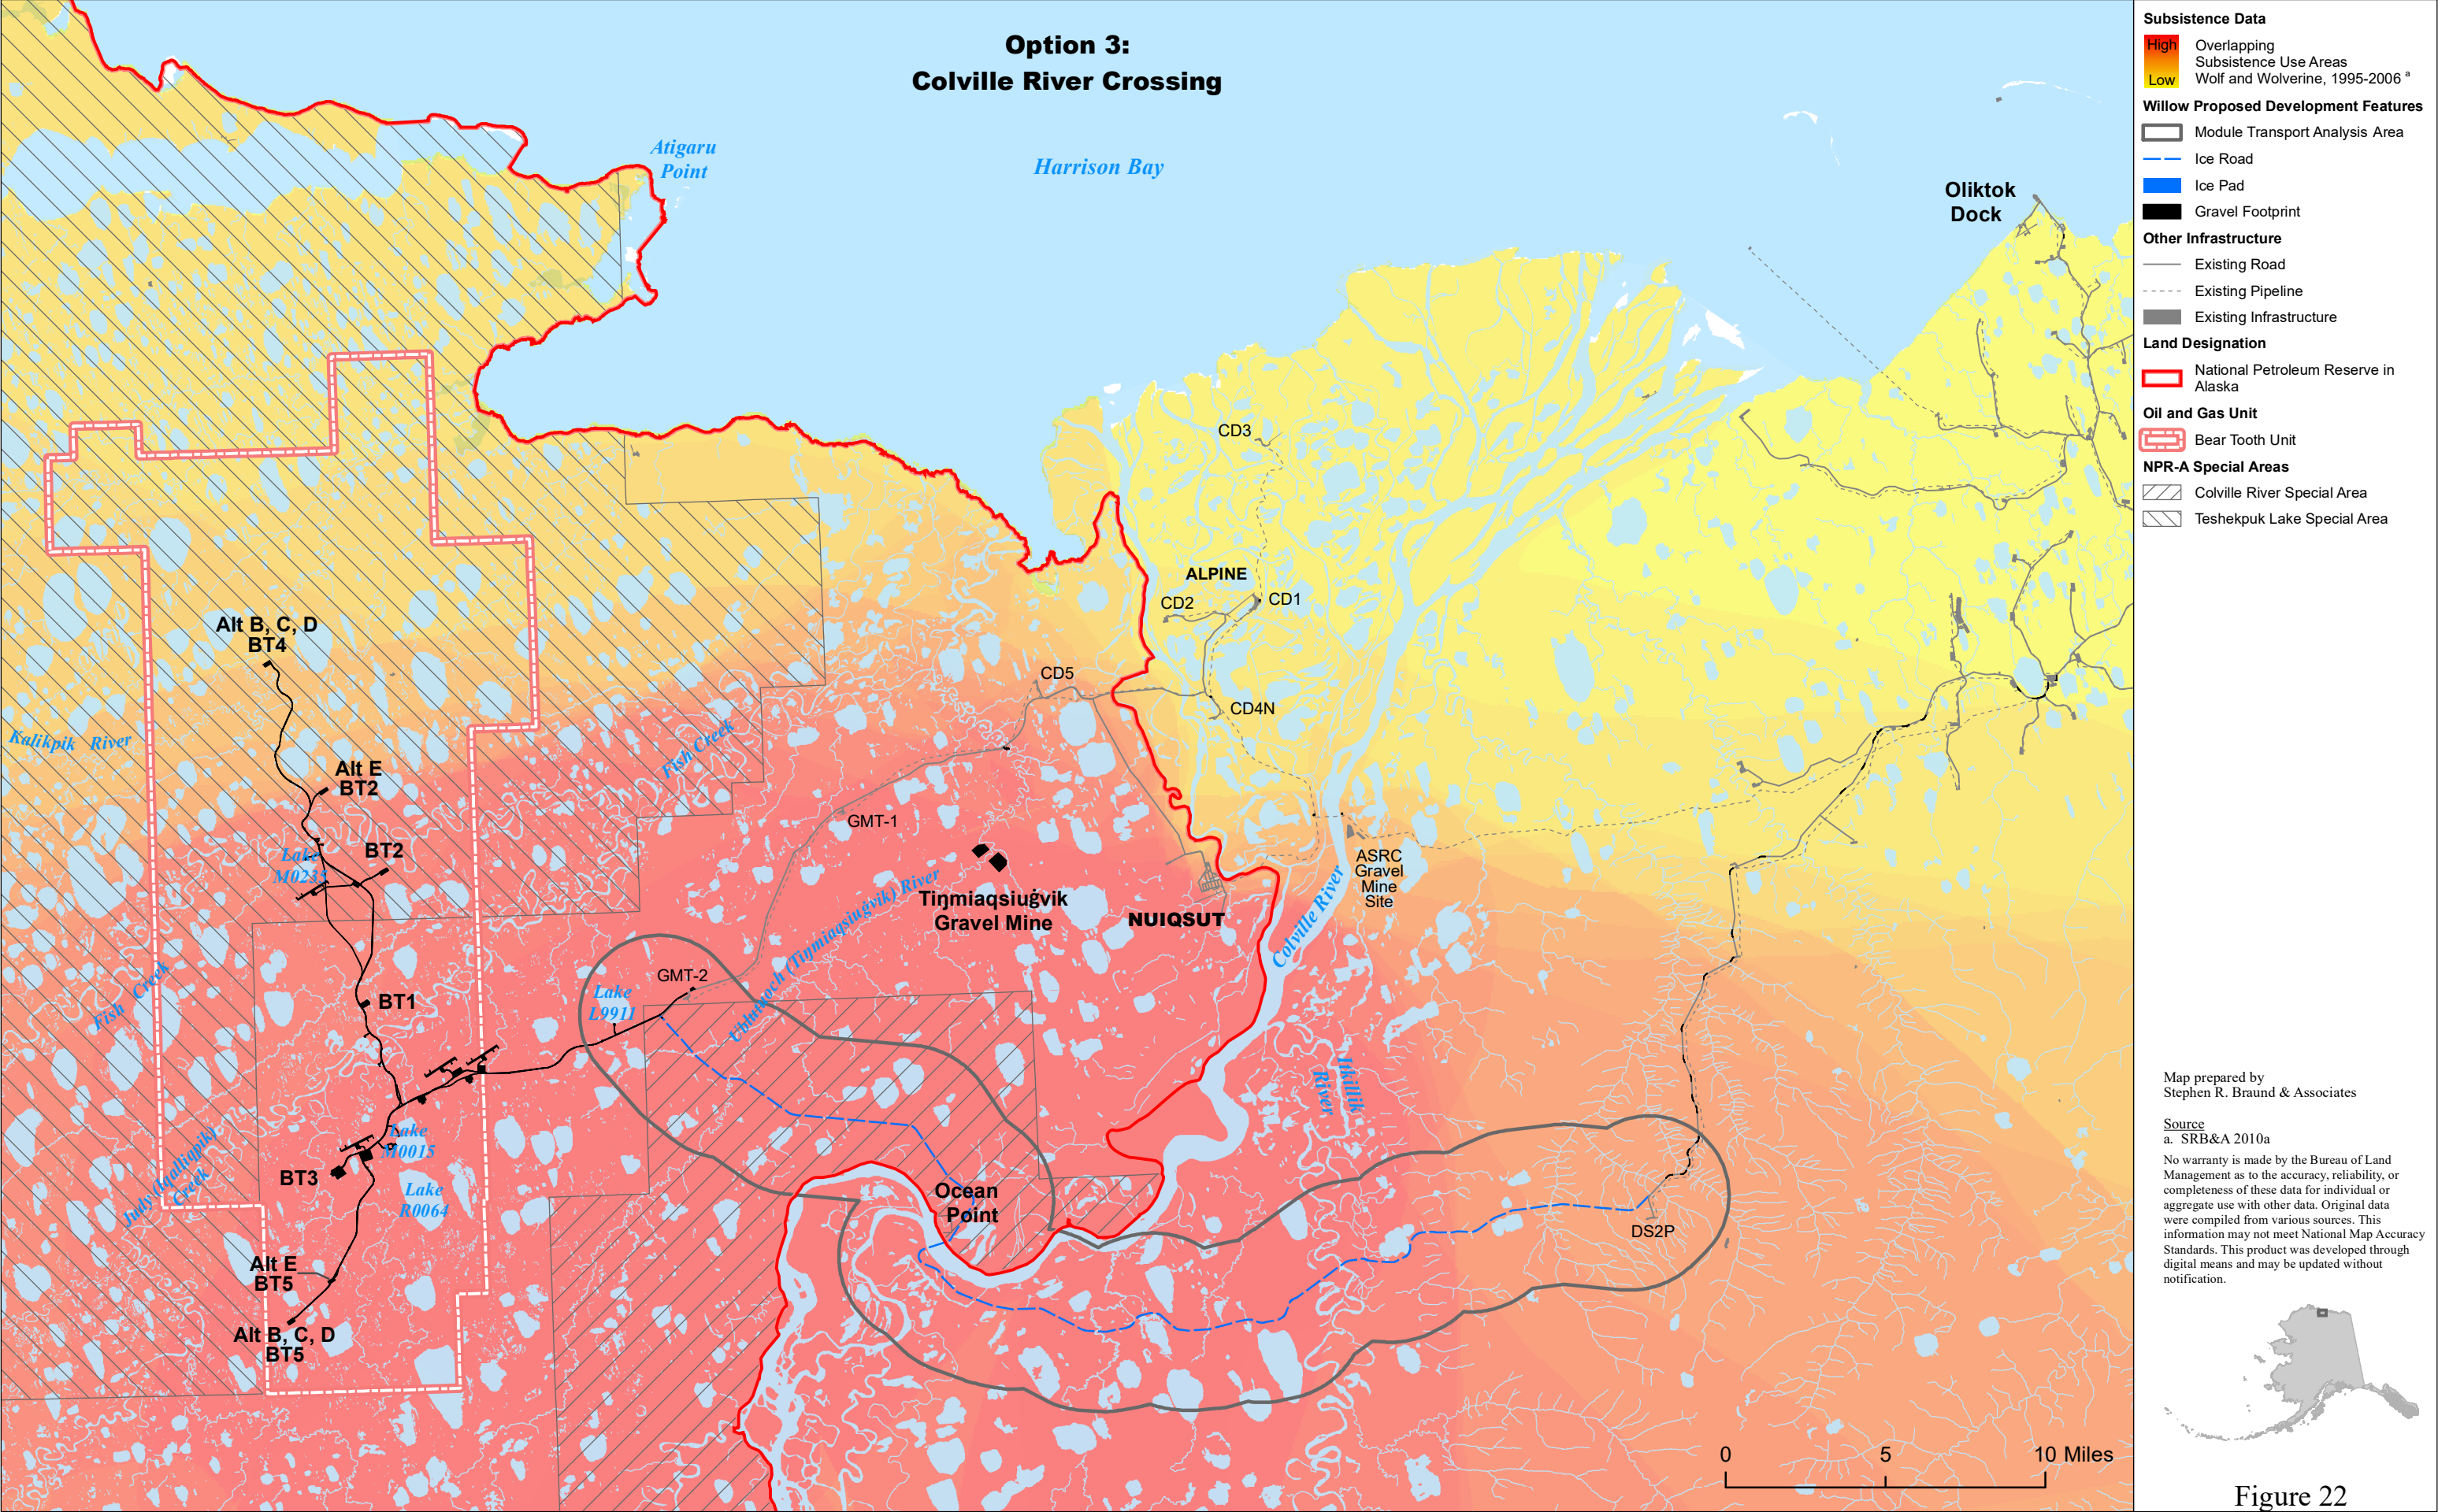 Option 3:
Colville River Crossing
Atigaru
Point
Harrison Bay
Oliktok
Dock
CD3
ALPINE
CD2
CD1
Alt B, C, D
BT4
CD5
CD4N
Kalikpik River
Fish Creek
Alt E
BT2
GMT-1
Lake
M0235
BT2
ASRC
Gravel
Mine
Site
Tiŋmiaqsiuġvik
Gravel Mine
NUIQSUT
Colville River
Ublutuoch (Tiŋmiaqsiuġvik) River
GMT-2
Fish Creek
BT1
Lake
L9911
Itkillik
River
Lake
M0015
Judy (Iqalliqpik)
Creek
BT3
Lake
R0064
Ocean
Point
DS2P
Alt E
BT5
Alt B, C, D
BT5
0 5 10 Miles
Subsistence Data
High
Low
Overlapping
Subsistence Use Areas
Wolf and Wolverine, 1995-2006 a
Willow Proposed Development Features
Module Transport Analysis Area
Ice Road
Ice Pad
Gravel Footprint
Other Infrastructure
Existing Road
Existing Pipeline
Existing Infrastructure
Land Designation
National Petroleum Reserve in
Alaska
Oil and Gas Unit
Bear Tooth Unit
NPR-A Special Areas
Colville River Special Area
Teshekpuk Lake Special Area
Map prepared by
Stephen R. Braund & Associates
Source
a. SRB&A 2010a
No warranty is made by the Bureau of Land
Management as to the accuracy, reliability, or
completeness of these data for individual or
aggregate use with other data. Original data
were compiled from various sources. This
information may not meet National Map Accuracy
Standards. This product was developed through
digital means and may be updated without
notification.
Figure 22